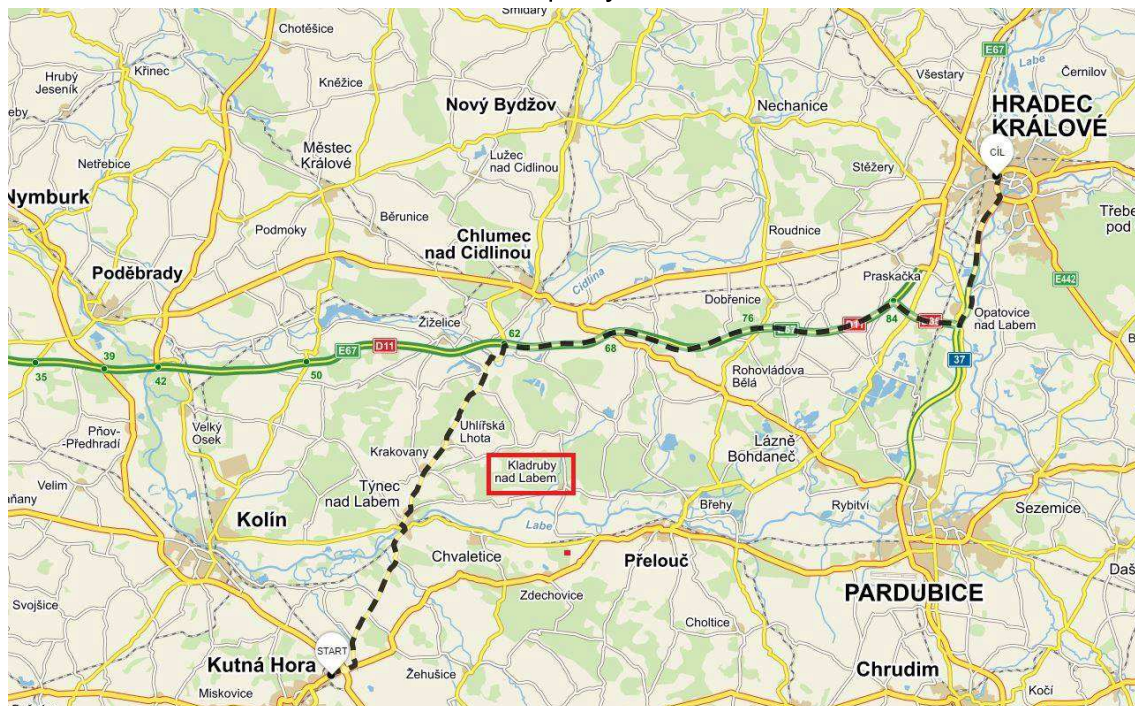 Smidary
Chotěšice
E67
Labe
Hrubý
Jeseník
Křinec
Kněžice
Všestary
Černilov
Nový Bydžov
Nechanice
HRADEC
KRÁLOVÉ
Městec
Králové
Lužec
nad Cidlinou
CÍL
Netřebice
Stěžery
Nymburk
Běrunice
Třebe
pod
Podmoky
Chlumec
nad Cidlinou
Roudnice
Poděbrady
Cidlina
Praskačka
E442
Dobřenice
Žiželice
62
76
84
Opatovice
nad Labem
E67
D11
68
37
39
35
42
50
Rohovládova
Bělá
Pňov-
-Předhradí
Velký
Osek
Uhlířská
Lhota
Krakovany
Kladruby
nad Labem
Lázně
Bohdaneč
Velim
Týnec
nad Labem
Kolín
Labe
Břehy
Rybitví
Sezemice
Chvaletice
Přelouč
Svojšice
Zdechovice
PARDUBICE
Choltice
START
Kutná Hora
Žehušice
Chrudim
Miskovice
Kočí